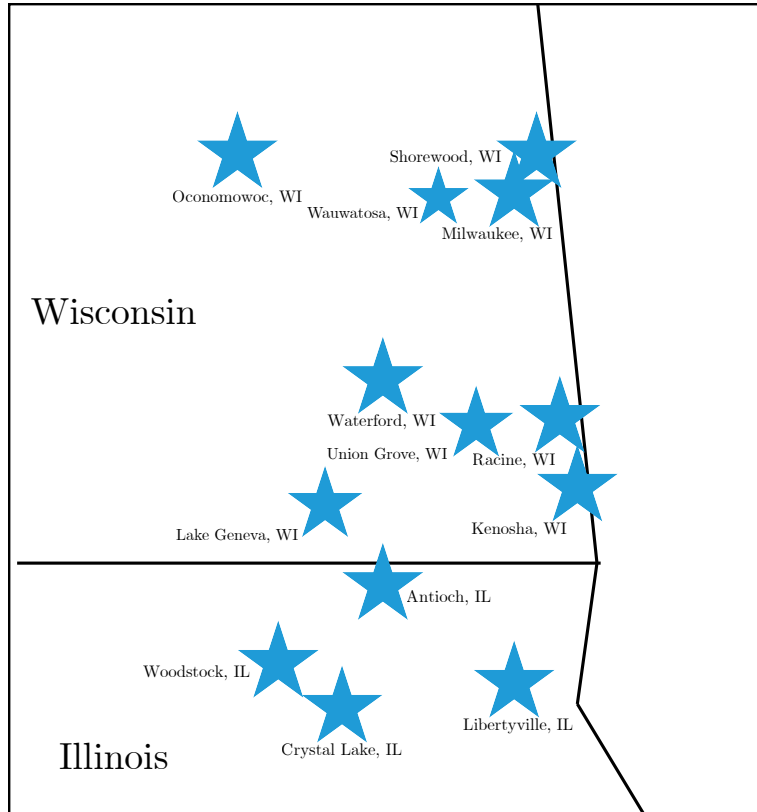 Shorewood, WI
Oconomowoc, WI
Wauwatosa, WI
Milwaukee, WI
Wisconsin
Waterford, WI
Union Grove, WI
Racine, WI
Kenosha, WI
Lake Geneva, WI
Antioch, IL
Woodstock, IL
Libertyville, IL
Crystal Lake, IL
Illinois